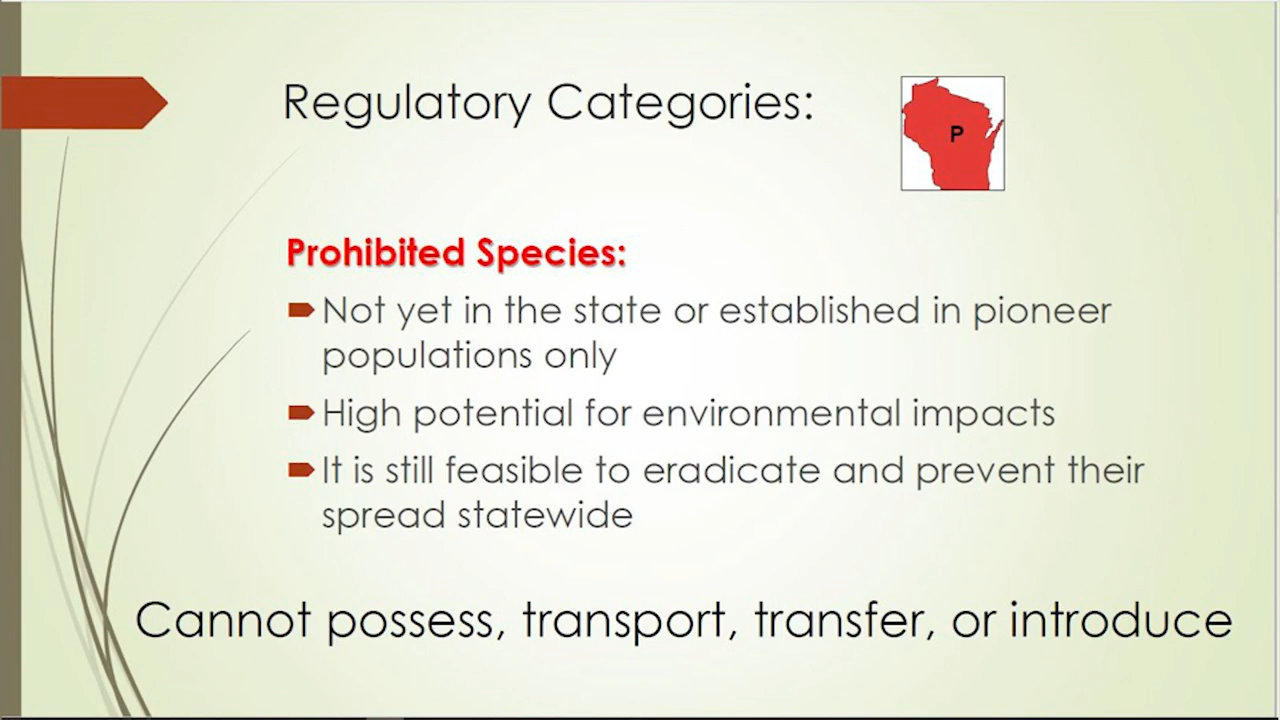 Regulatory Categories:
P
Prohibited Species:
Not yet in the state or established in pioneer
populations only
High potential for environmental impacts
It is still feasible to eradicate and prevent their
spread statewide
Cannot possess, transport, transfer, or introduce